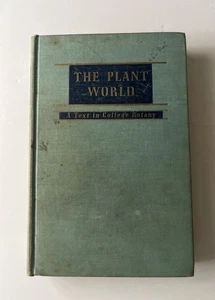 THE PLANT
WORLD
A Text in College Botany